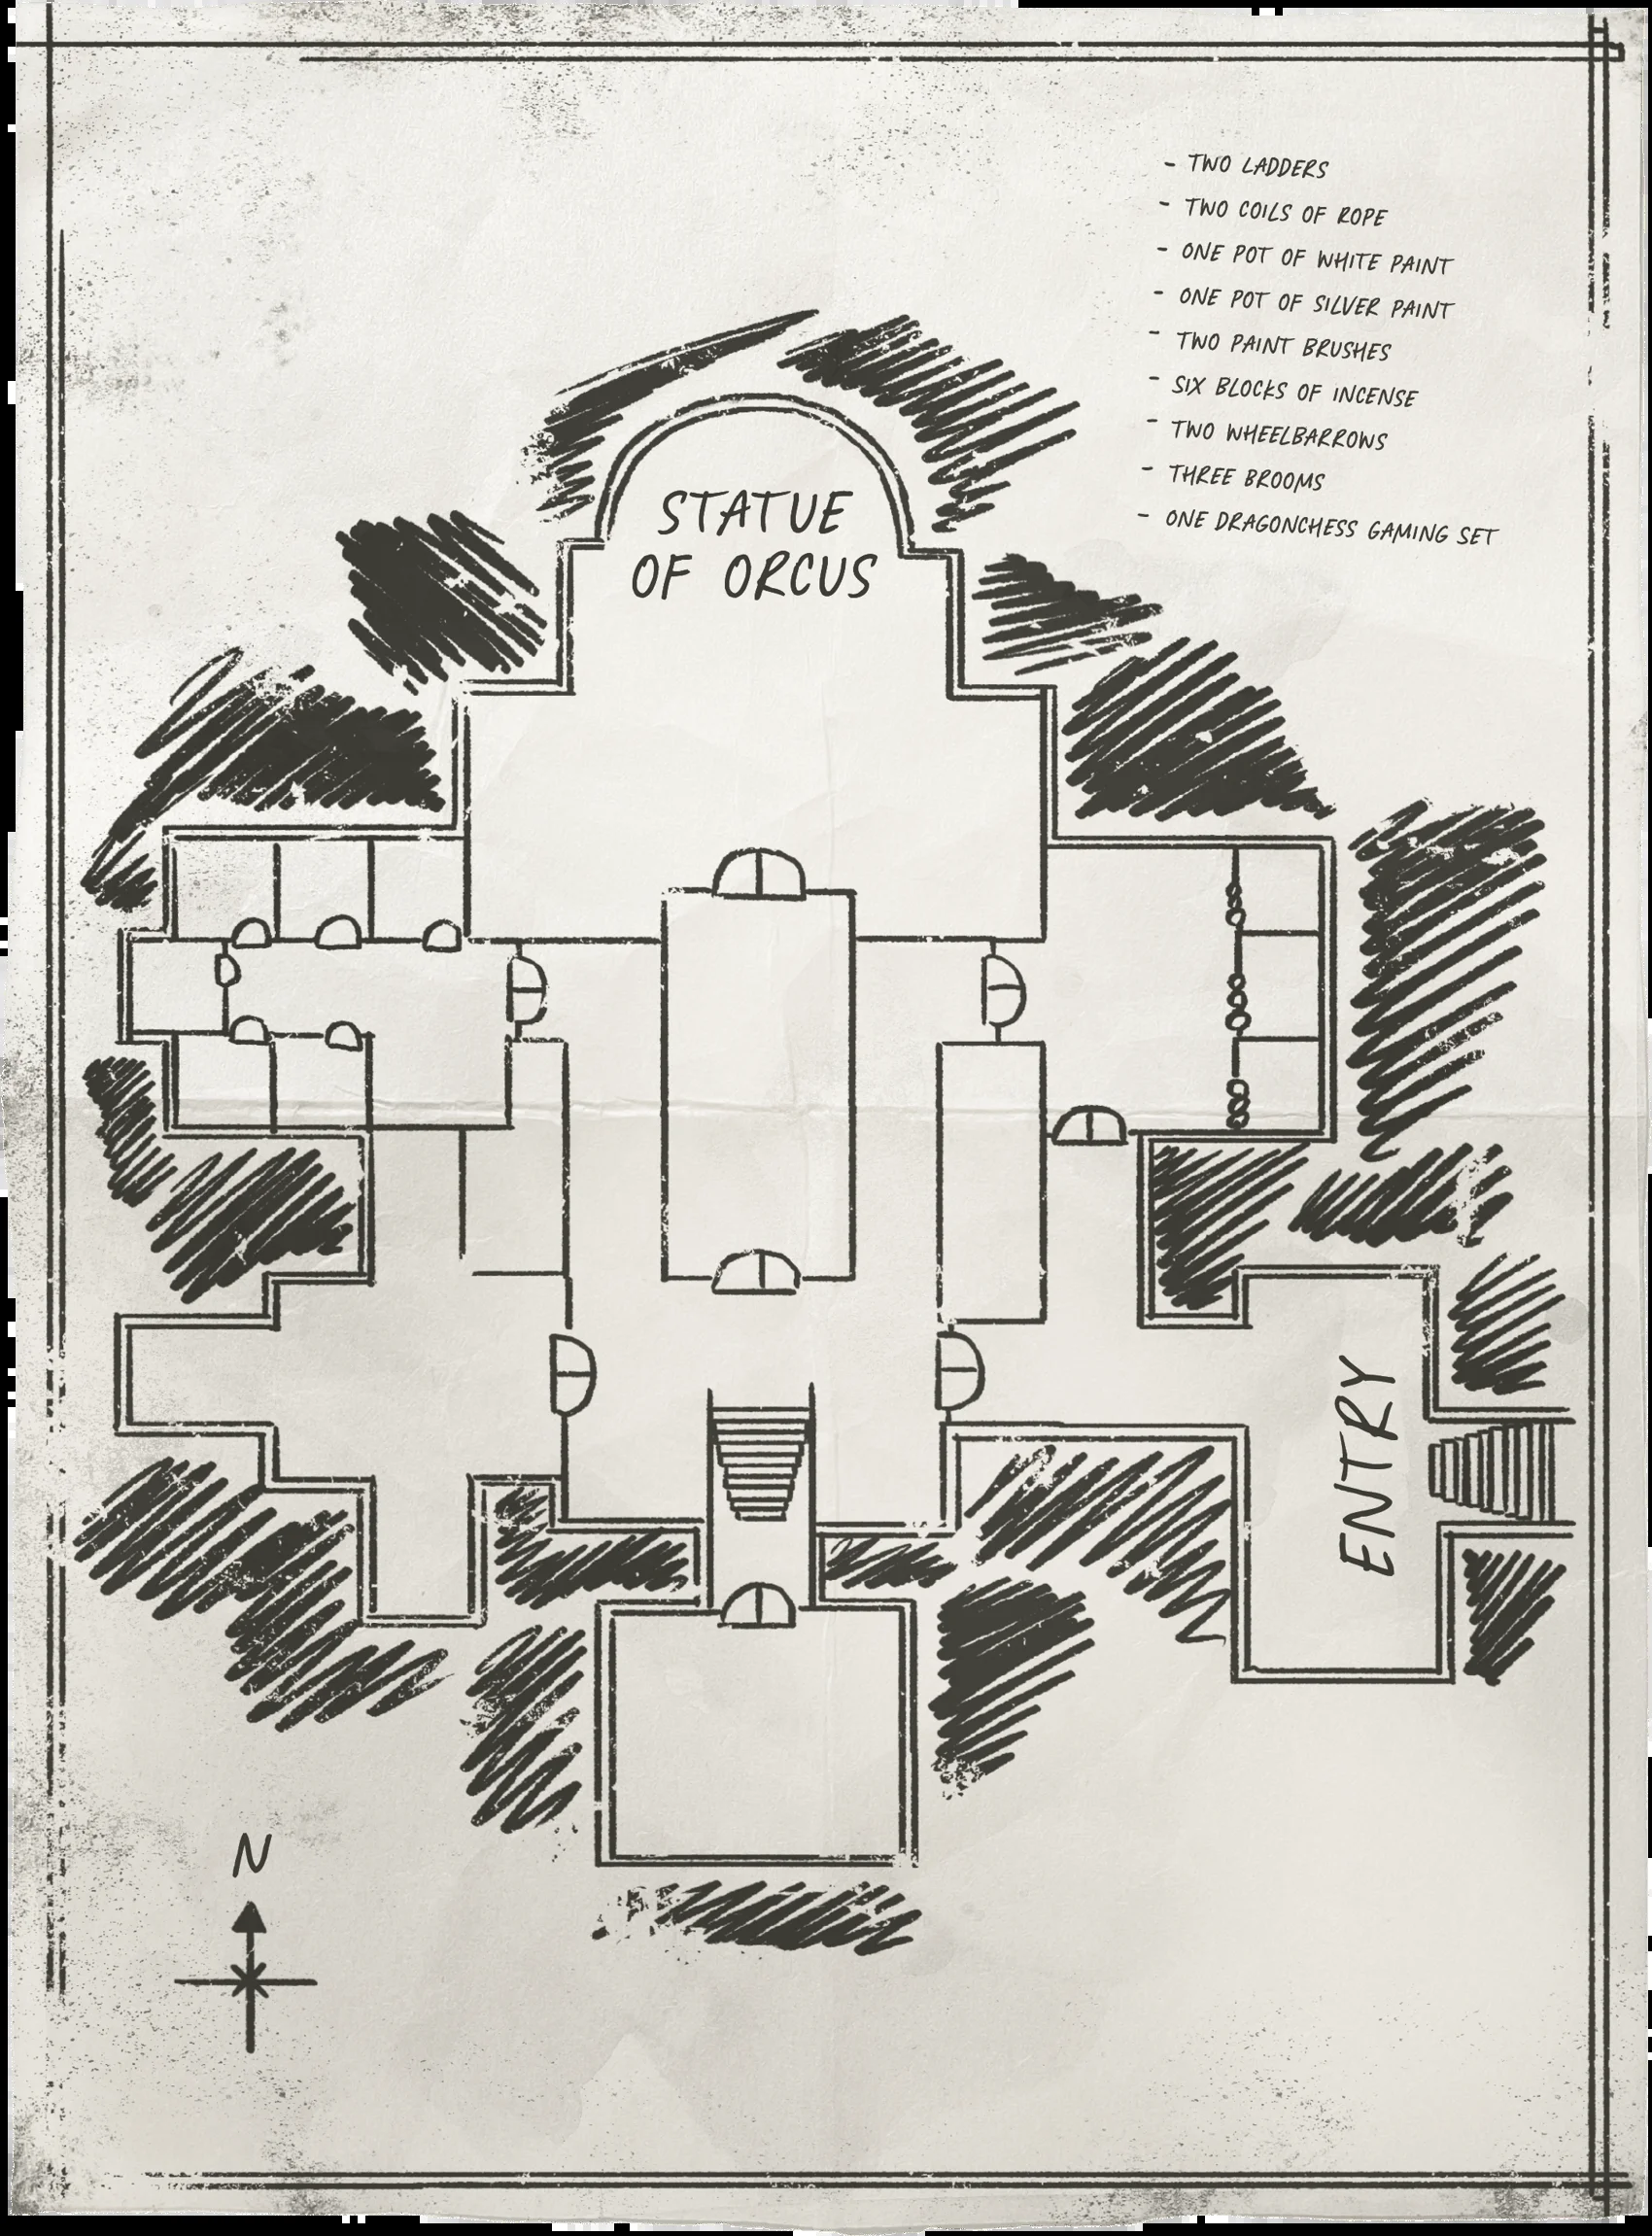 - TWO LADDERS
- TWO COILS OF ROPE
- ONE POT OF WHITE PAINT
- ONE POT OF SILVER PAINT
- TWO PAINT BRUSHES
- SIX BLOCKS OF INCENSE
- TWO WHEELBARROWS
- THREE BROOMS
- ONE DRAGONCHESS GAMING SET
STATUE
OF ORCUS
ENTRY
N